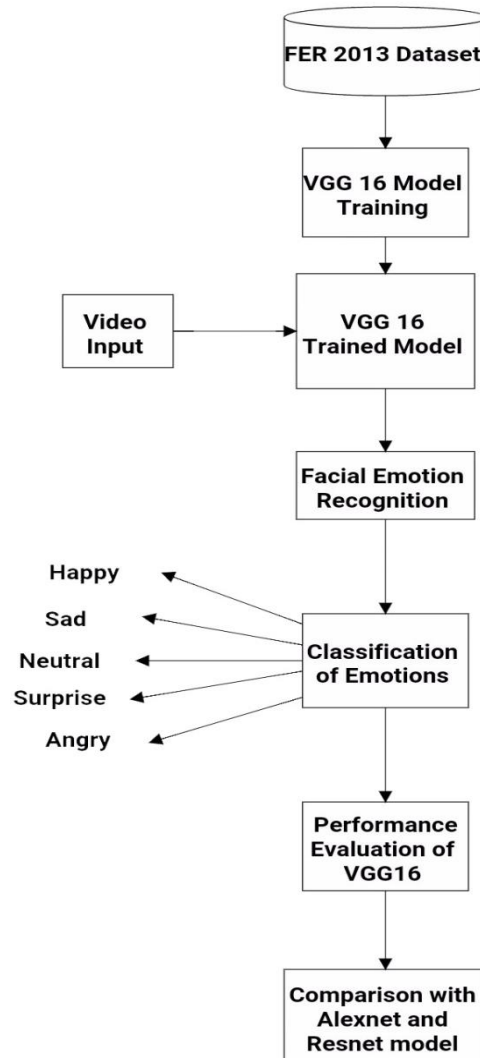 FER 2013 Dataset
VGG 16 Model
Training
Video
Input
VGG 16
Trained Model
Facial Emotion
Recognition
Happy
Sad
Neutral
Surprise
Angry
Classification
of Emotions
Performance
Evaluation of
VGG16
Comparison with
Alexnet and
Resnet model